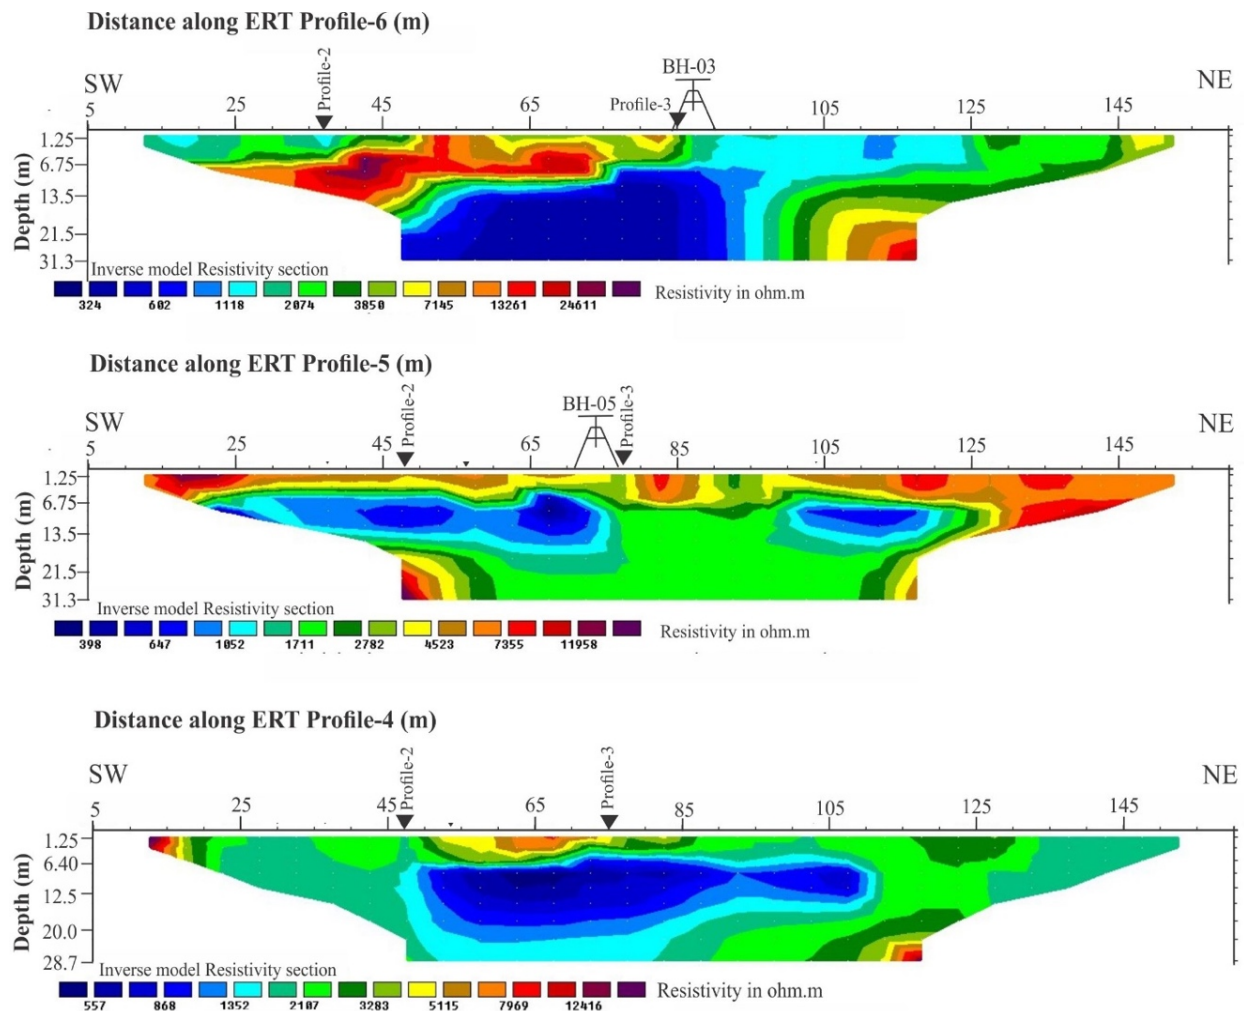 Distance along ERT Profile-6 (m)
SW Profile-2 Profile-3 BH-03 NE
5 25 45 65 105 125 145
Depth (m)
1.25
6.75
13.5
21.5
31.3
Inverse model Resistivity section
324 602 1118 2074 3850 7145 13261 24611 Resistivity in ohm.m
Distance along ERT Profile-5 (m)
SW Profile-2 BH-05 Profile-3 NE
5 25 45 65 85 105 125 145
Depth (m)
1.25
6.75
13.5
21.5
31.3
Inverse model Resistivity section
398 647 1052 1711 2782 4523 7355 11958 Resistivity in ohm.m
Distance along ERT Profile-4 (m)
SW Profile-2 Profile-3 NE
5 25 45 65 85 105 125 145
Depth (m)
1.25
6.40
12.5
20.0
28.7
Inverse model Resistivity section
557 868 1352 2107 3283 5115 7969 12416 Resistivity in ohm.m